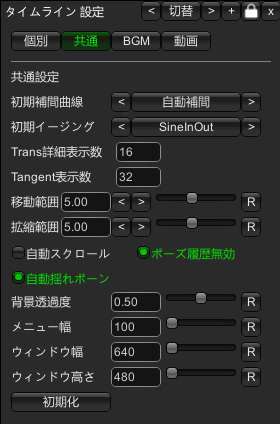 タイムライン 設定 < 切替 > + x
個別 共通 BGM 動画
共通設定
初期補間曲線 < 自動補間 >
初期イージング < SineInOut >
Trans詳細表示数 16
Tangent表示数 32
移動範囲 5.00 < > R
拡縮範囲 5.00 < > R
自動スクロール ポーズ履歴無効
自動揺れボーン
背景透過度 0.50 R
メニュー幅 100 R
ウィンドウ幅 640 R
ウィンドウ高さ 480 R
初期化